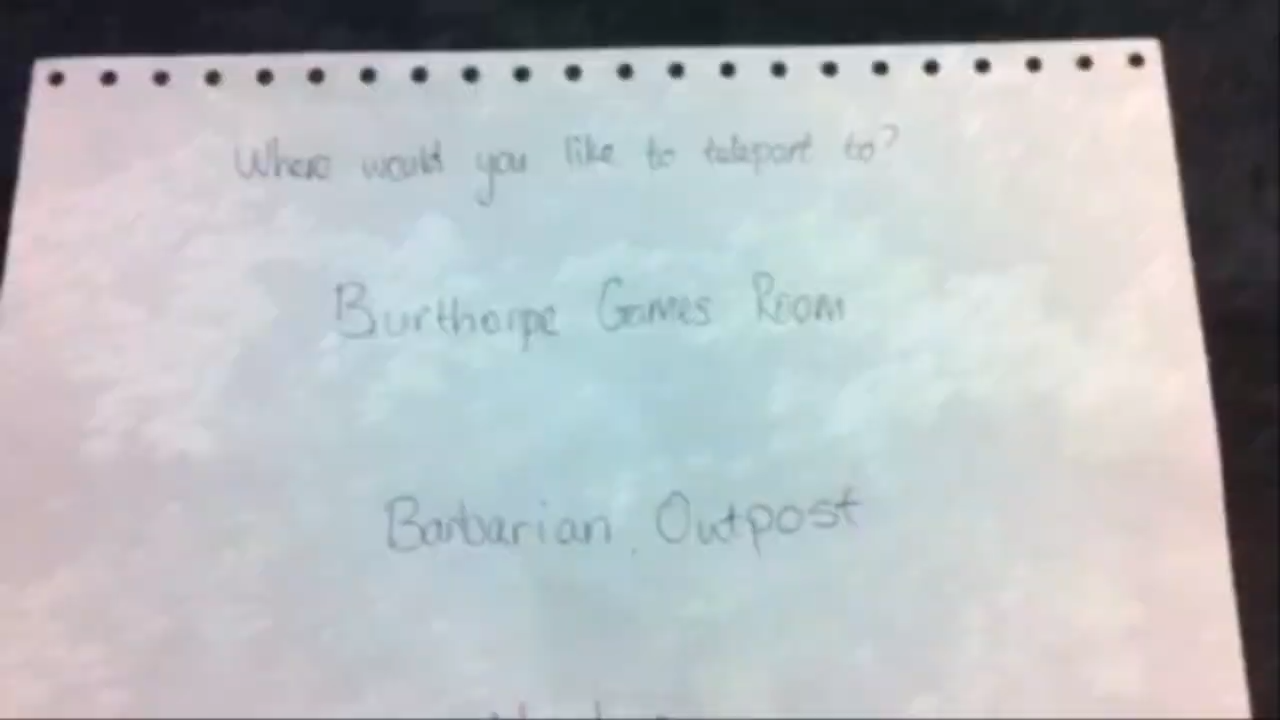 Where would you like to teleport to?
Burthorpe Games Room
Barbarian Outpost